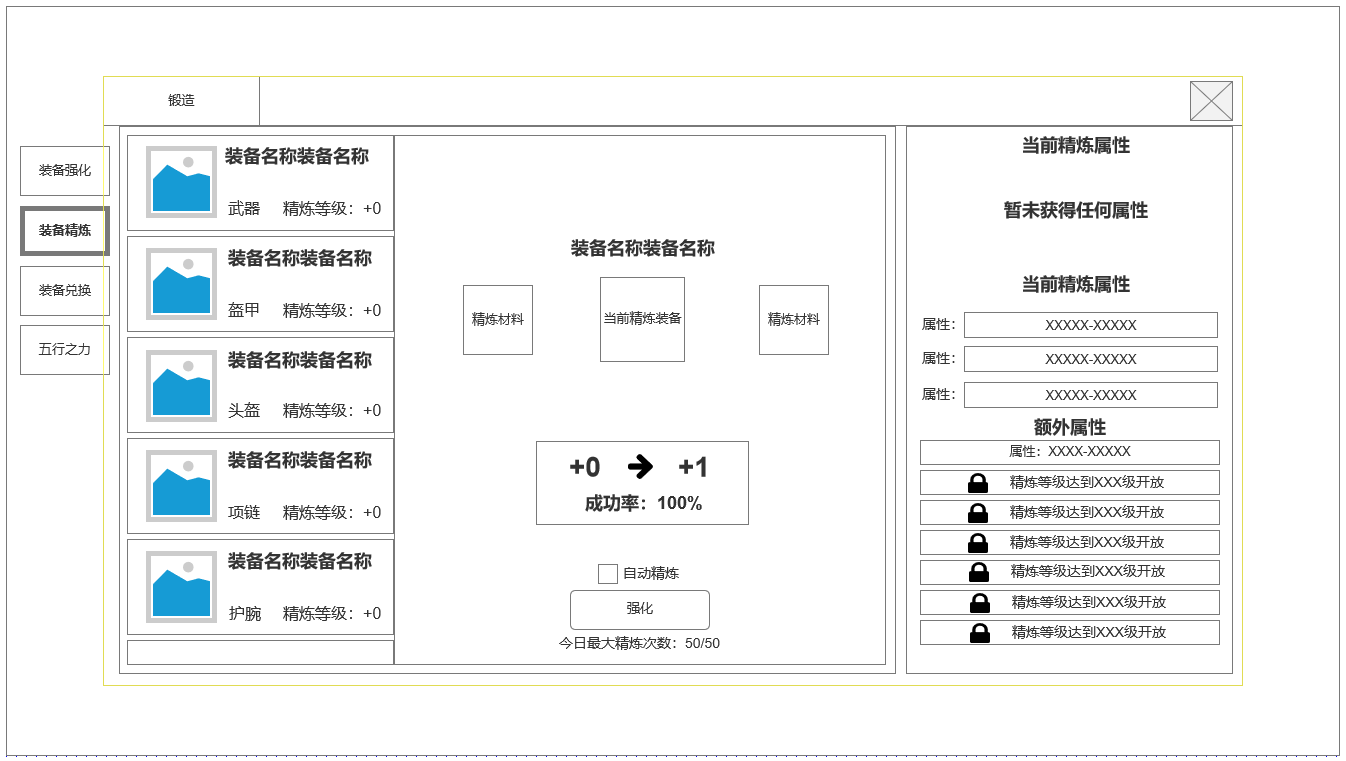 锻造
装备强化
装备精炼
装备兑换
五行之力
装备名称装备名称
武器 精炼等级：+0
装备名称装备名称
盔甲 精炼等级：+0
装备名称装备名称
头盔 精炼等级：+0
装备名称装备名称
项链 精炼等级：+0
装备名称装备名称
护腕 精炼等级：+0
装备名称装备名称
精炼材料
当前精炼装备
精炼材料
+0 +1
成功率：100%
自动精炼
强化
今日最大精炼次数：50/50
当前精炼属性
暂未获得任何属性
当前精炼属性
属性： XXXXX-XXXXX
属性： XXXXX-XXXXX
属性： XXXXX-XXXXX
额外属性
属性：XXXX-XXXXX
精炼等级达到XXX级开放
精炼等级达到XXX级开放
精炼等级达到XXX级开放
精炼等级达到XXX级开放
精炼等级达到XXX级开放
精炼等级达到XXX级开放